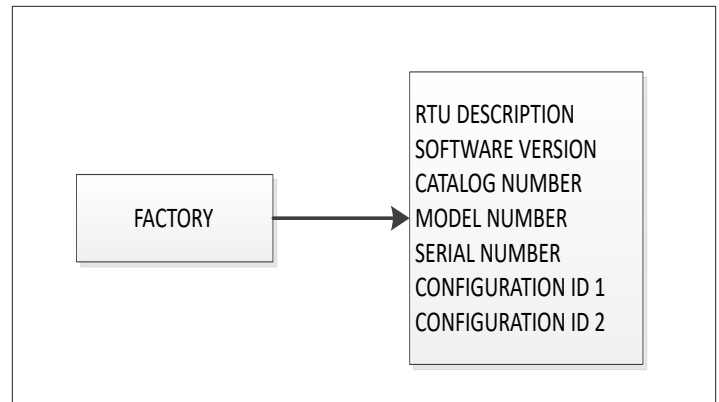 FACTORY
RTU DESCRIPTION
SOFTWARE VERSION
CATALOG NUMBER
MODEL NUMBER
SERIAL NUMBER
CONFIGURATION ID 1
CONFIGURATION ID 2